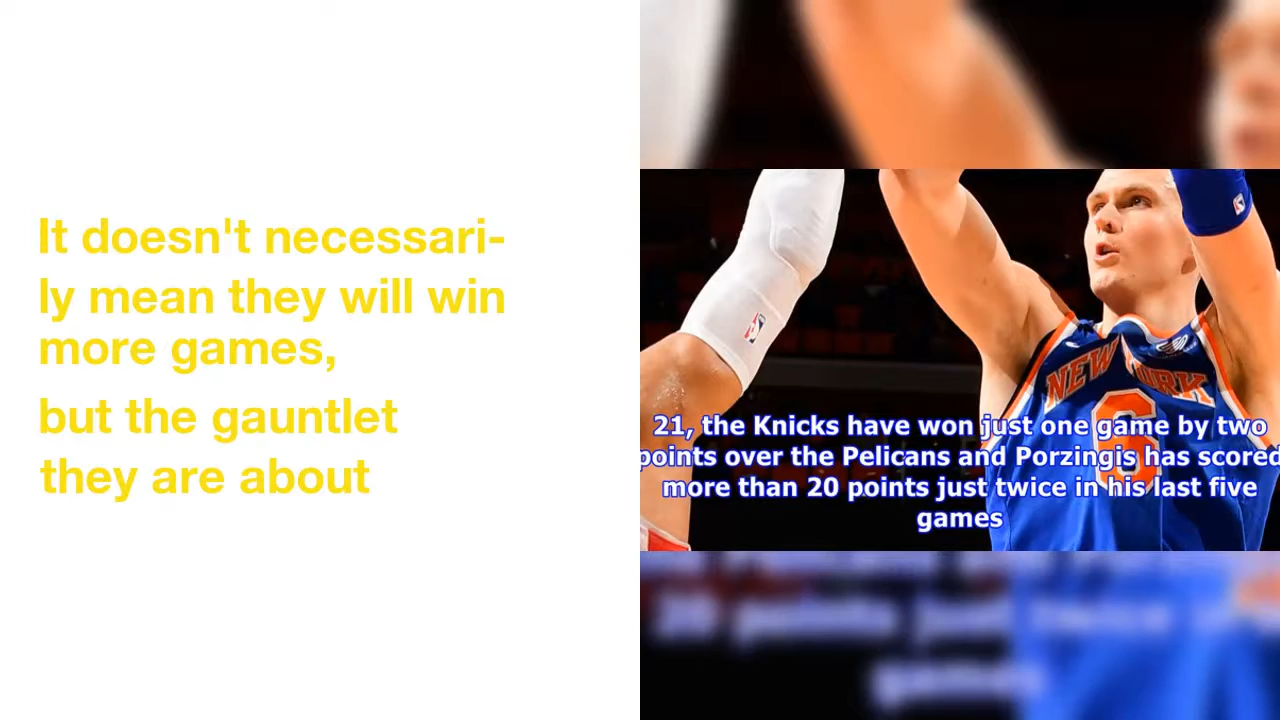 It doesn't necessari-
ly mean they will win
more games,
but the gauntlet
they are about
NEW YORK
6
21, the Knicks have won just one game by two
points over the Pelicans and Porzingis has scored
more than 20 points just twice in his last five
games